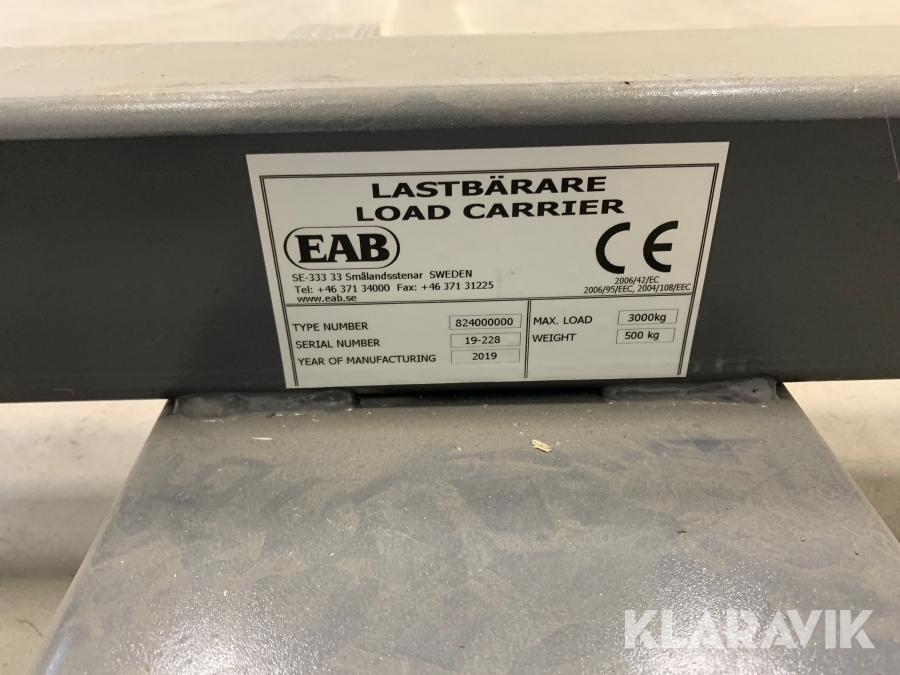 LASTBÄRARE
LOAD CARRIER
EAB
CE
SE-333 33 Smålandsstenar SWEDEN
Tel: +46 371 34000 Fax: +46 371 31225
www.eab.se
2006/42/EC
2006/95/EEC, 2004/108/EEC
TYPE NUMBER 824000000
SERIAL NUMBER 19-228
YEAR OF MANUFACTURING 2019
MAX. LOAD 3000kg
WEIGHT 500 kg
KLARAVIK